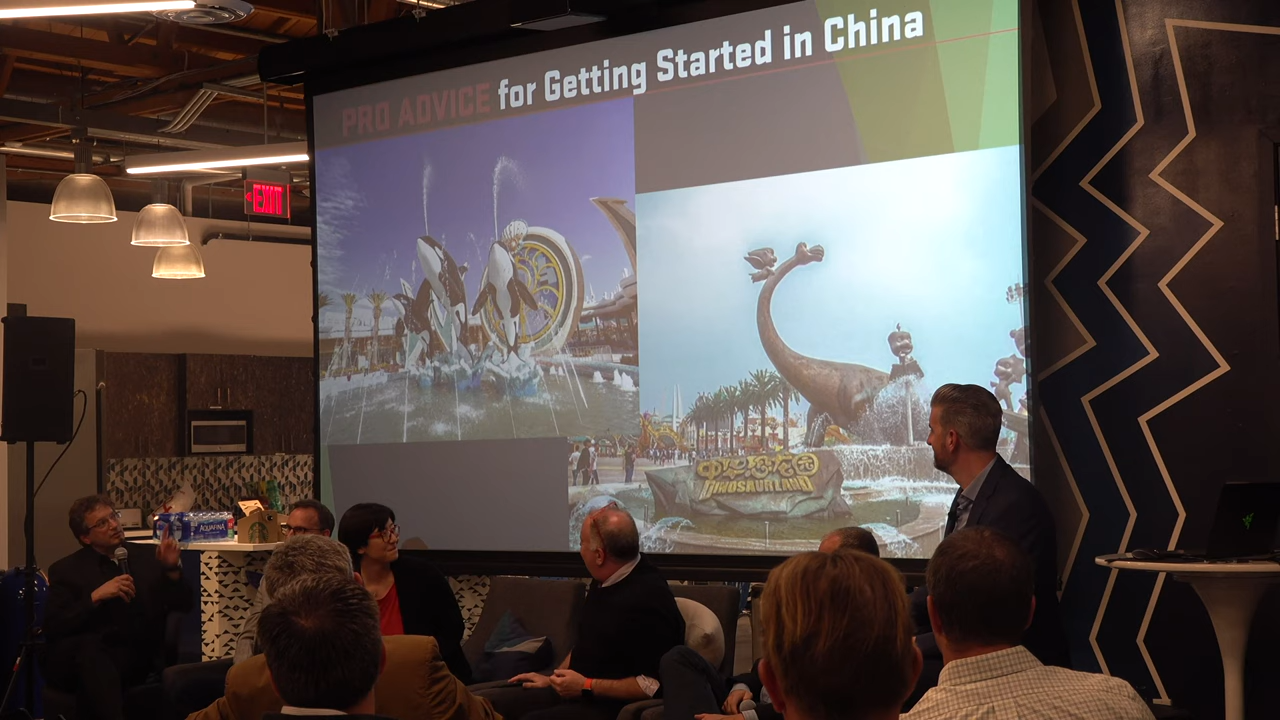 PRO ADVICE for Getting Started in China
EXIT
中华恐龙园
DINOSAURLAND
AQUAFINA